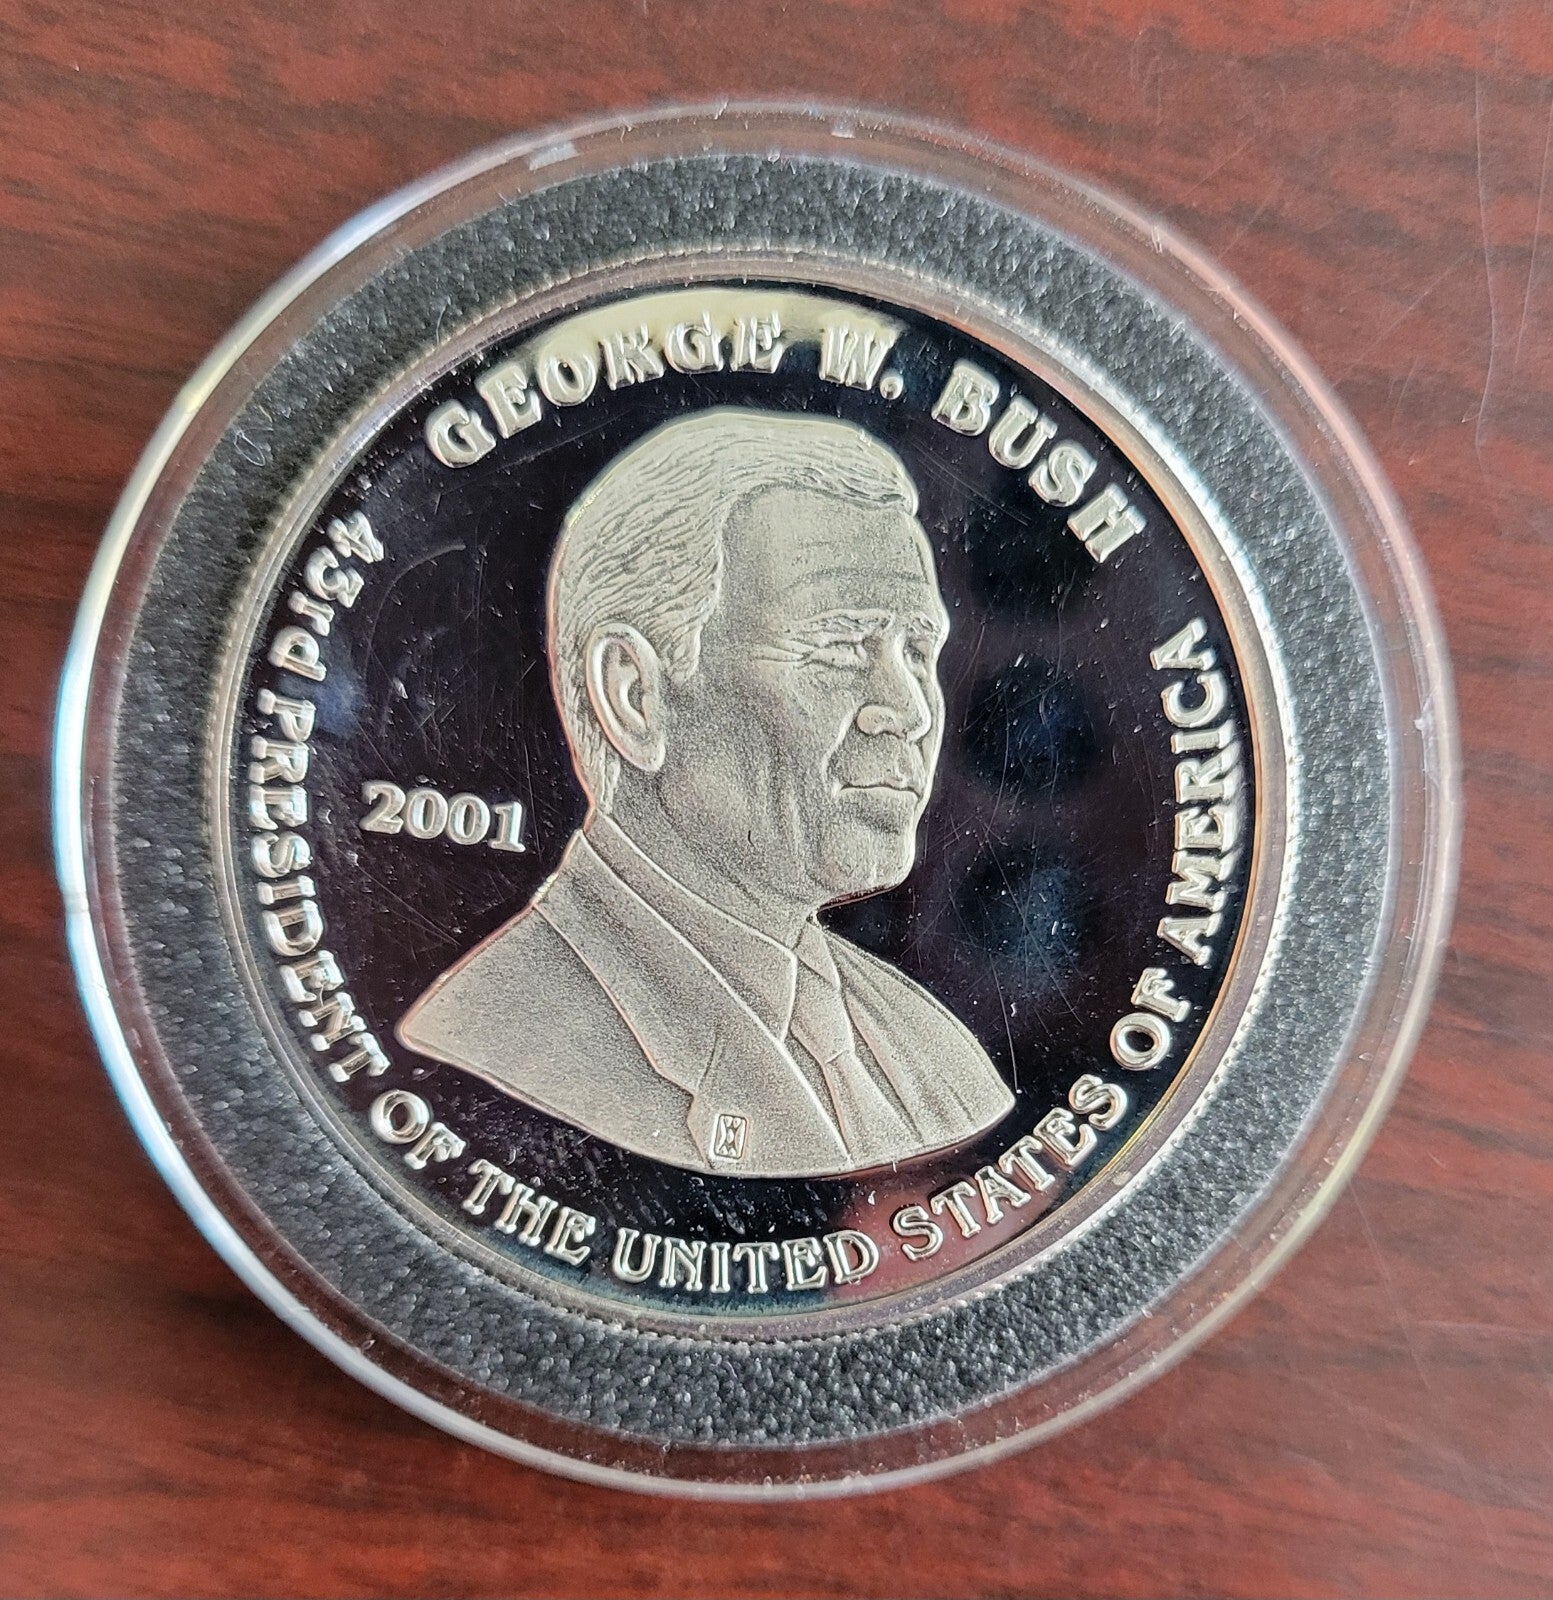 GEORGE W. BUSH
2001
43rd PRESIDENT OF THE UNITED STATES OF AMERICA